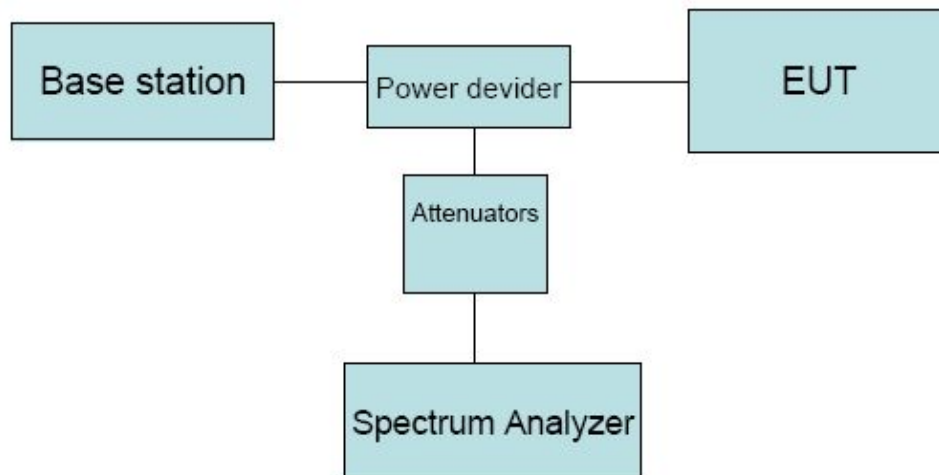 Base station
Power devider
EUT
Attenuators
Spectrum Analyzer